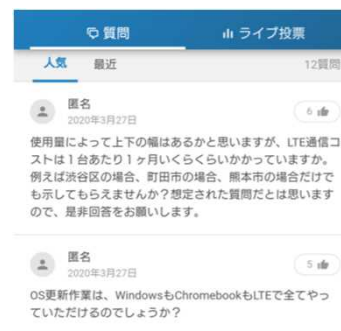 質問
ライブ投票
人気 最近 12質問
匿名 6
2020年3月27日
使用量によって上下の幅はあるかと思いますが、LTE通信コ
ストは1台あたり1ヶ月いくらくらいかかっていますか。
例えば渋谷区の場合、町田市の場合、熊本市の場合だけで
も示してもらえませんか?想定された質問だとは思います
ので、是非回答をお願いします。
匿名 5
2020年3月27日
OS更新作業は、WindowsもChromebookもLTEで全てやっ
ていただけるのでしょうか?